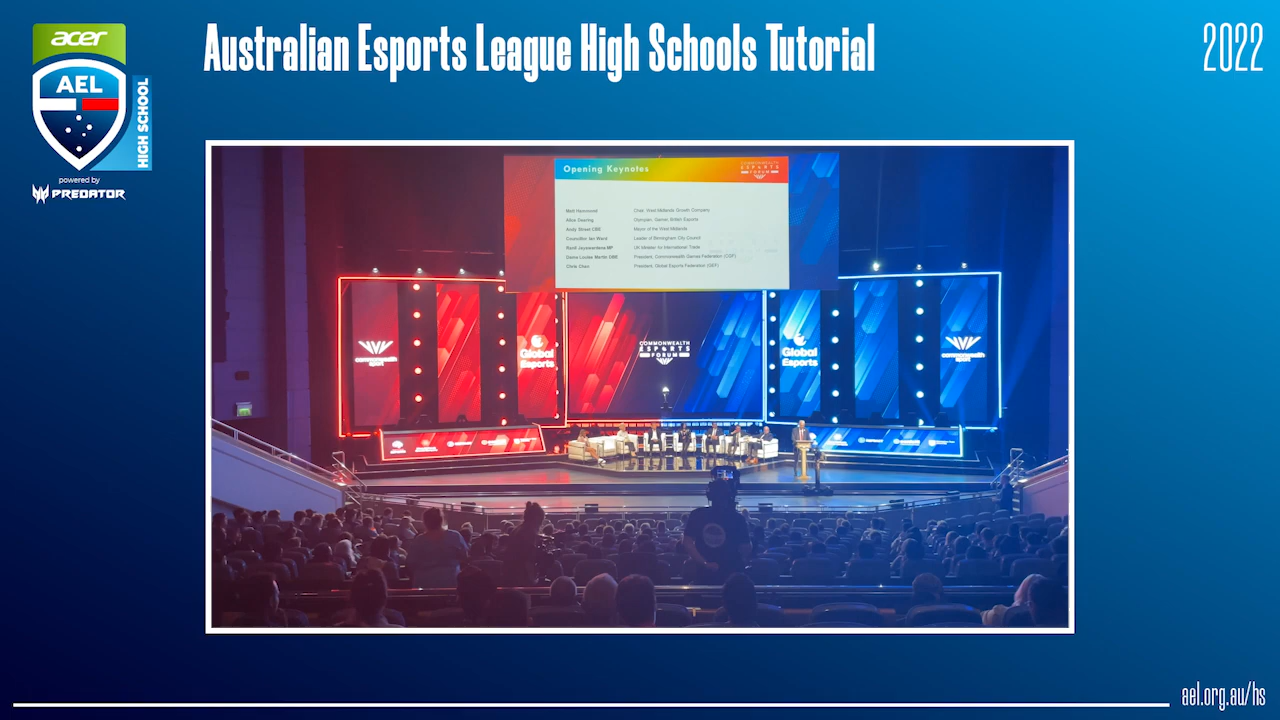 acer
AEL
HIGH SCHOOL
powered by
PREDATOR
Australian Esports League High Schools Tutorial
2022
Opening Keynotes
COMMONWEALTH
ESPORTS
FORUM
Matt Hammond Chair, West Midlands Growth Company
Alice Dearing Olympian, Gamer, British Esports
Andy Street CBE Mayor of the West Midlands
Councillor Ian Ward Leader of Birmingham City Council
Ranil Jayawardena MP UK Minister for International Trade
Dame Louise Martin DBE President, Commonwealth Games Federation (CGF)
Chris Chan President, Global Esports Federation (GEF)
commonwealth
sport
Global
Esports
COMMONWEALTH
ESPORTS
FORUM
Global
Esports
commonwealth
sport
ael.org.au/hs